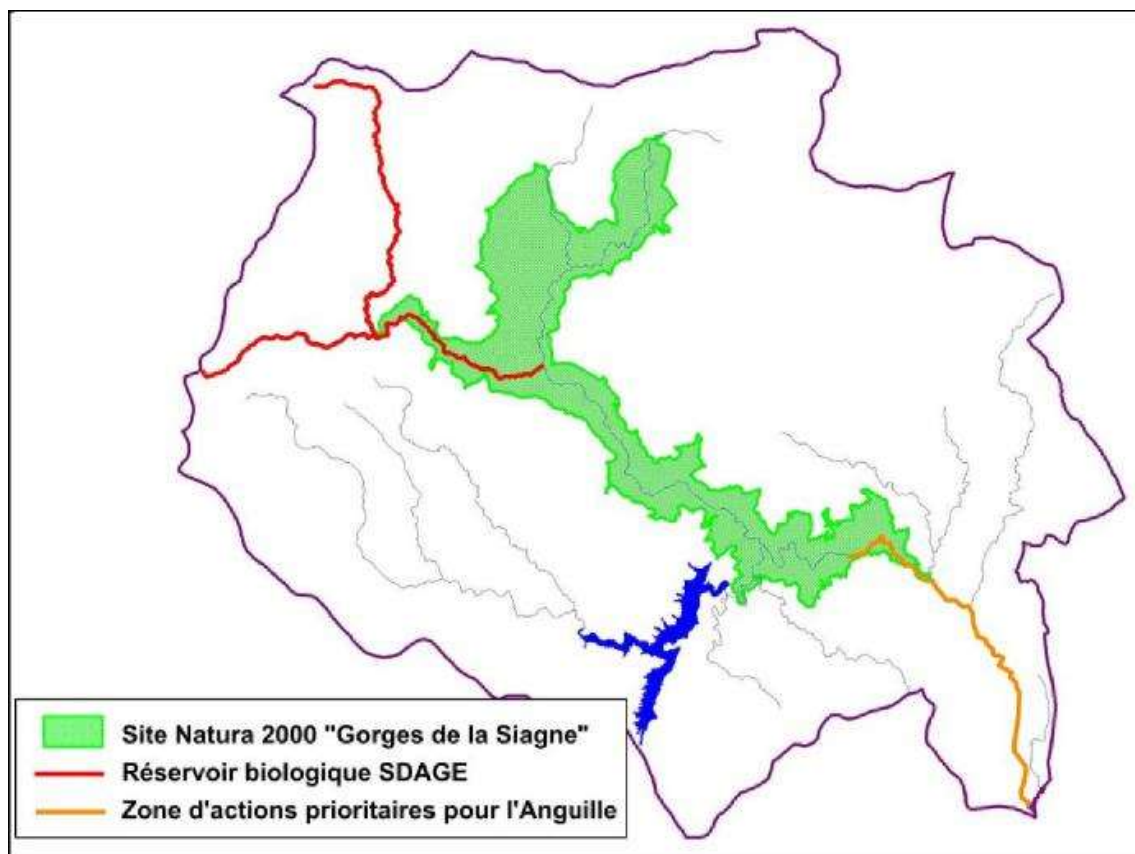 Site Natura 2000 "Gorges de la Siagne"
Réservoir biologique SDAGE
Zone d'actions prioritaires pour l'Anguille